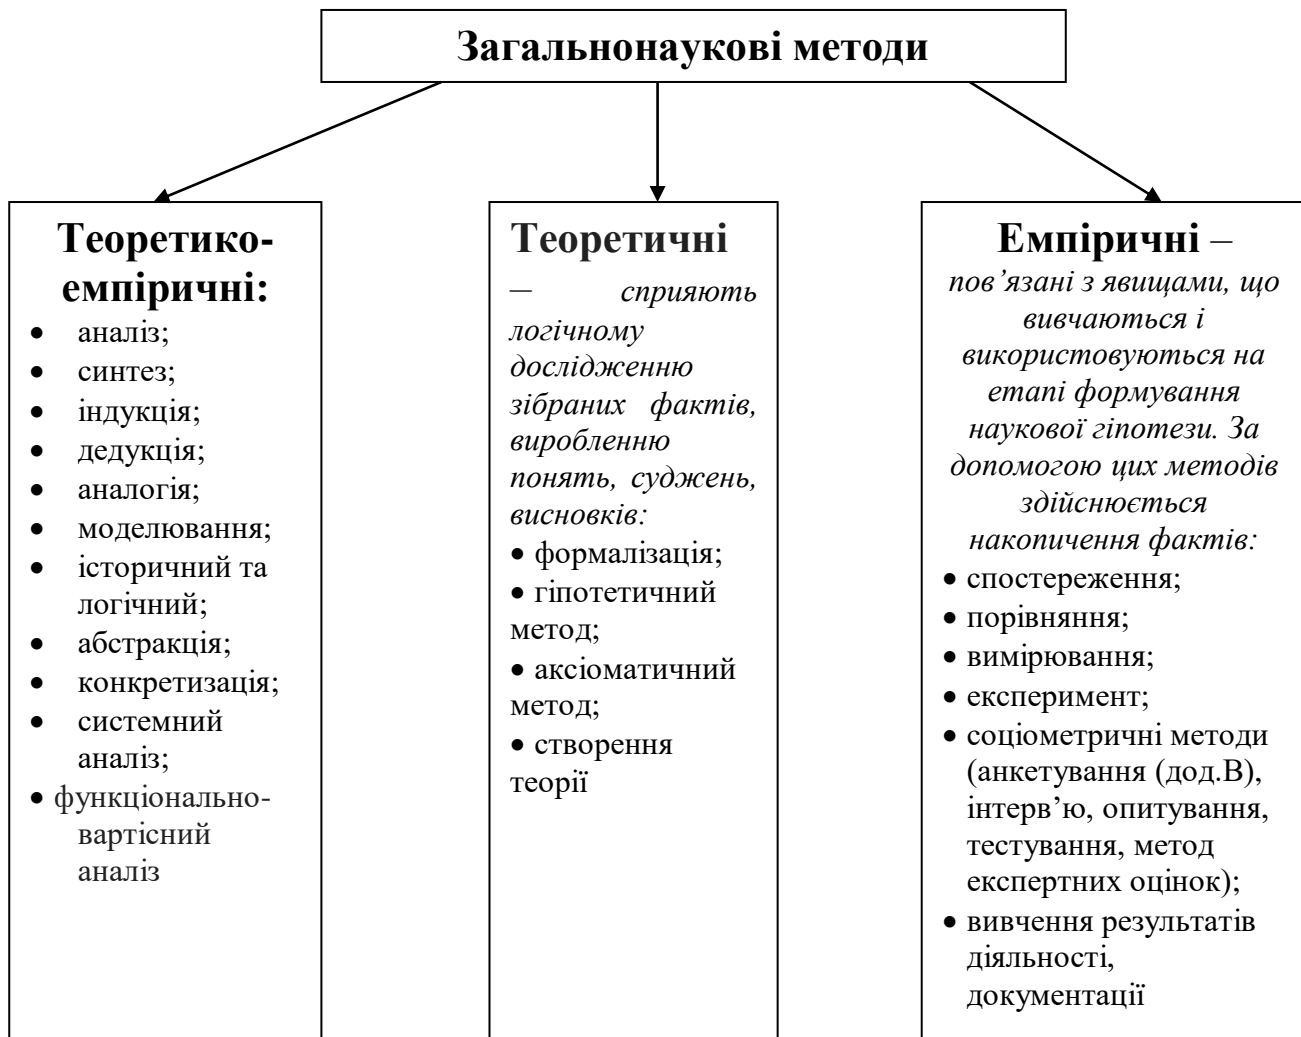 Загальнонаукові методи
Теоретико-
емпіричні:
• аналіз;
• синтез;
• індукція;
• дедукція;
• аналогія;
• моделювання;
• історичний та
логічний;
• абстракція;
• конкретизація;
• системний
аналіз;
• функціонально-
вартісний
аналіз
Теоретичні
— сприяють
логічному
дослідженню
зібраних фактів,
виробленню
понять, суджень,
висновків:
• формалізація;
• гіпотетичний
метод;
• аксіоматичний
метод;
• створення
теорії
Емпіричні –
пов’язані з явищами, що
вивчаються і
використовуються на
етапі формування
наукової гіпотези. За
допомогою цих методів
здійснюється
накопичення фактів:
• спостереження;
• порівняння;
• вимірювання;
• експеримент;
• соціометричні методи
(анкетування (дод.В),
інтерв’ю, опитування,
тестування, метод
експертних оцінок);
• вивчення результатів
діяльності,
документації